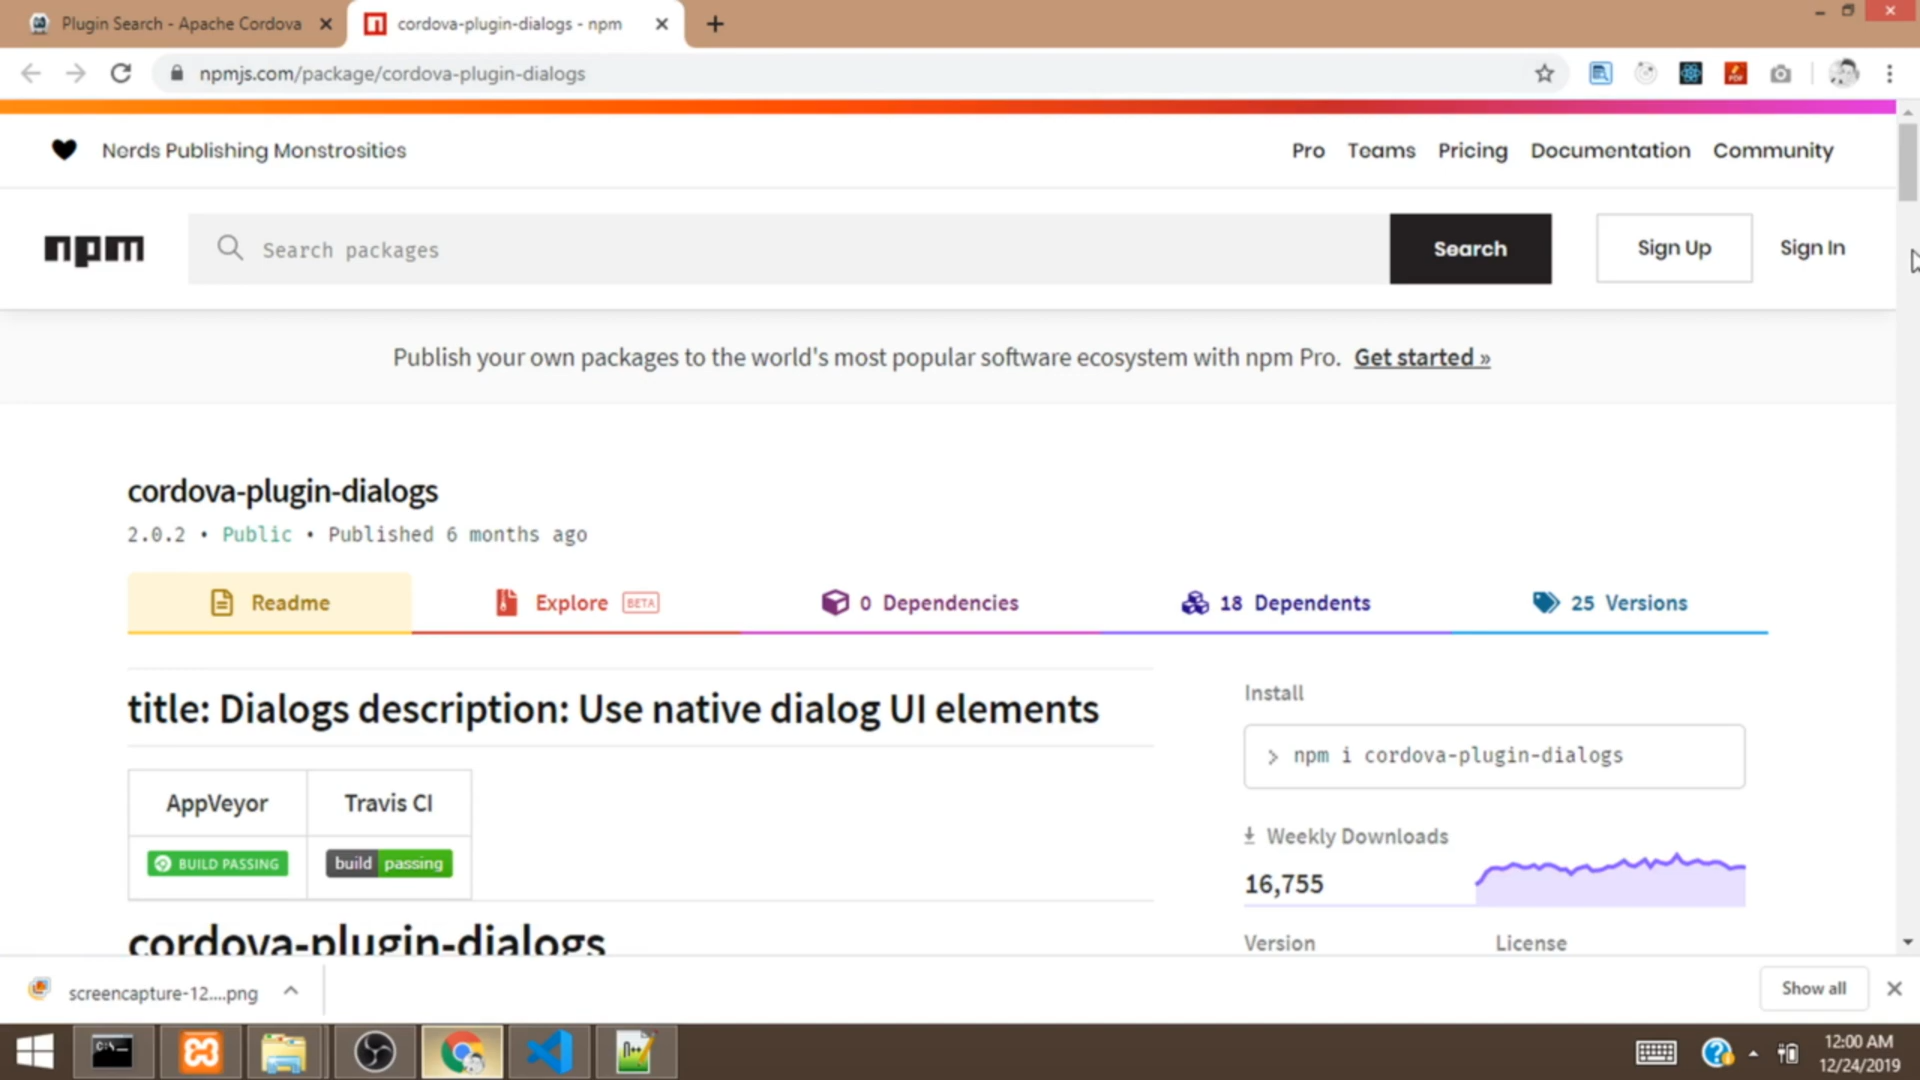 Plugin Search - Apache Cordova
cordova-plugin-dialogs - npm
npmjs.com/package/cordova-plugin-dialogs
Nerds Publishing Monstrosities
Pro Teams Pricing Documentation Community
npm
Search packages
Search
Sign Up
Sign In
Publish your own packages to the world's most popular software ecosystem with npm Pro. Get started »
cordova-plugin-dialogs
2.0.2 • Public • Published 6 months ago
Readme
Explore BETA
0 Dependencies
18 Dependents
25 Versions
title: Dialogs description: Use native dialog UI elements
Install
> npm i cordova-plugin-dialogs
AppVeyor Travis CI
BUILD PASSING
build passing
Weekly Downloads
16,755
cordova-plugin-dialogs
Version License
screencapture-12....png
Show all
12:00 AM
12/24/2019